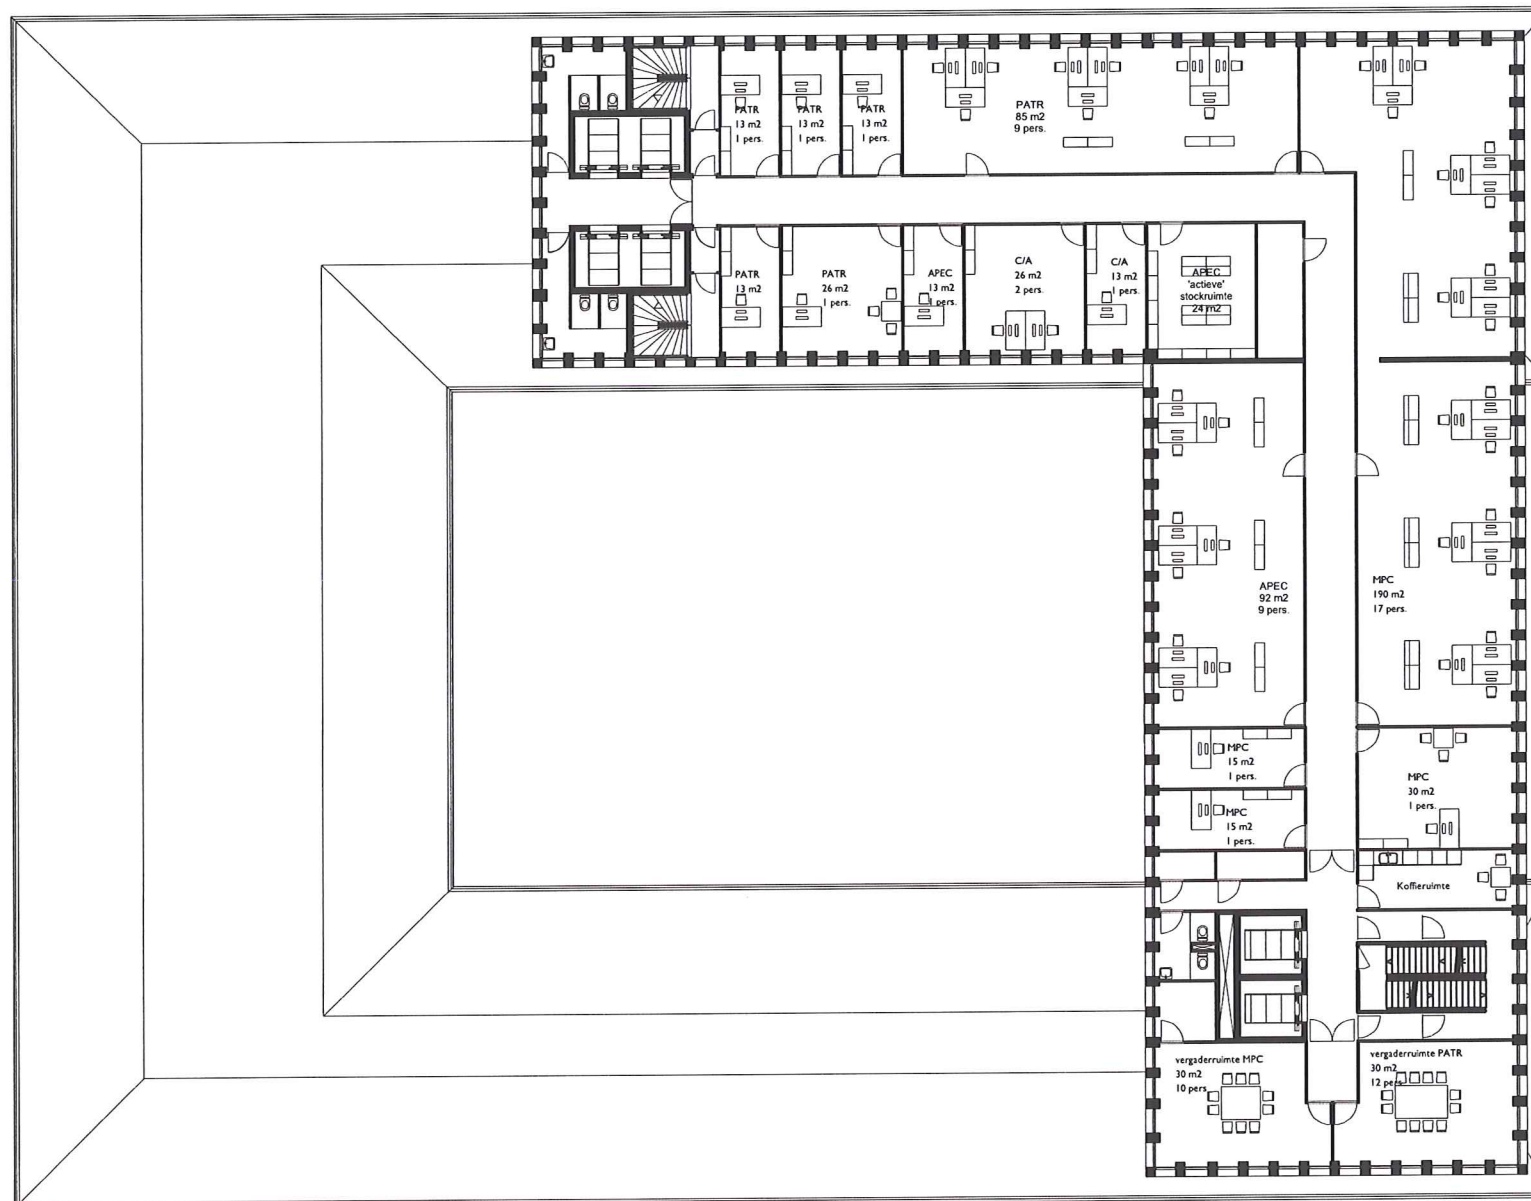 PATR
13 m2
1 pers.
PATR
13 m2
1 pers.
PATR
13 m2
1 pers.
PATR
85 m2
9 pers.
PATR
13 m2
PATR
26 m2
1 pers.
APEC
13 m2
1 pers.
C/A
26 m2
2 pers.
C/A
13 m2
1 pers.
APEC
'actieve'
stockruimte
24 m2
APEC
92 m2
9 pers.
MPC
190 m2
17 pers.
MPC
15 m2
1 pers.
MPC
30 m2
1 pers.
MPC
15 m2
1 pers.
Koffieruimte
vergaderruimte MPC
30 m2
10 pers
vergaderruimte PATR
30 m2
12 pers